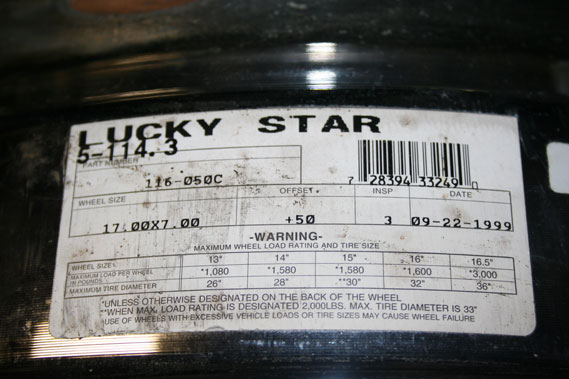 LUCKY STAR
5-114.3
PART NUMBER
116-050C
7 28394 33249 0
WHEEL SIZE OFFSET INSP DATE
17.00X7.00 +50 3 09-22-1999
-WARNING-
MAXIMUM WHEEL LOAD RATING AND TIRE SIZE
WHEEL SIZE 13" 14" 15" 16" 16.5"
MAXIMUM LOAD PER WHEEL IN POUNDS *1,080 *1,580 *1,580 *1,600 *3,000
MAXIMUM TIRE DIAMETER 26" 28" **30" 32" 36"
*UNLESS OTHERWISE DESIGNATED ON THE BACK OF THE WHEEL
**WHEN MAX. LOAD RATING IS DESIGNATED 2,000LBS. MAX. TIRE DIAMETER IS 33"
USE OF WHEELS WITH EXCESSIVE VEHICLE LOADS OR TIRE SIZES MAY CAUSE WHEEL FAILURE